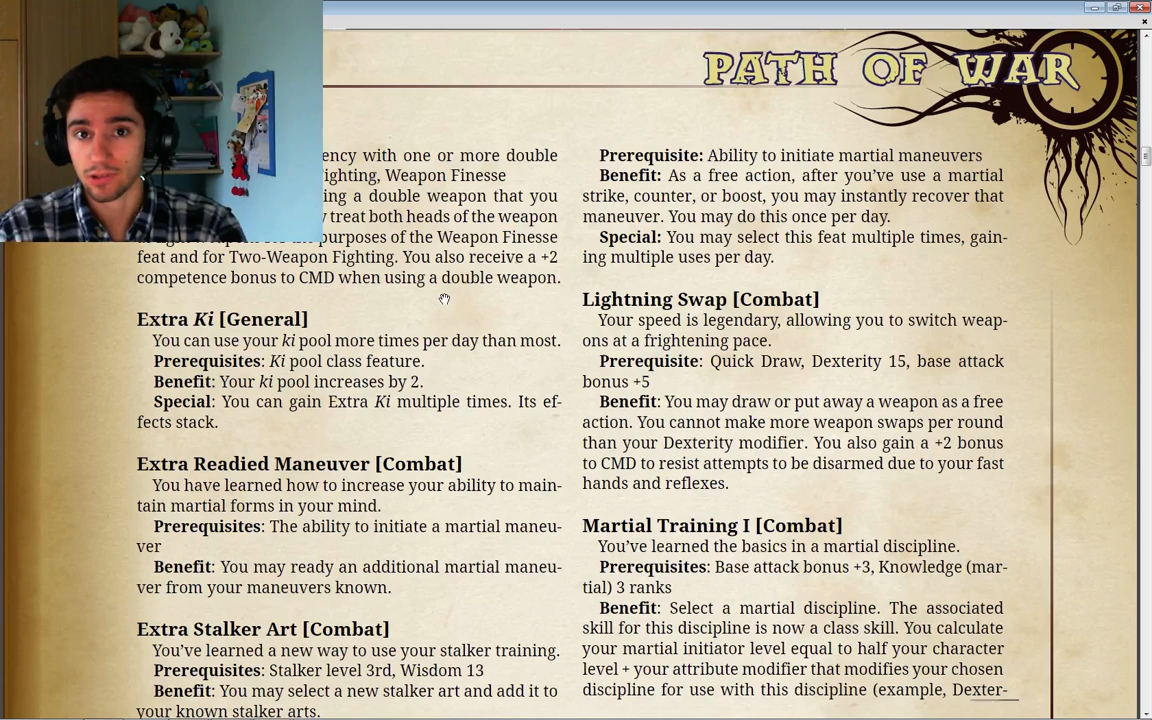 PATH OF WAR
ency with one or more double
ighting, Weapon Finesse
ing a double weapon that you
treat both heads of the weapon
purposes of the Weapon Finesse
feat and for Two-Weapon Fighting. You also receive a +2
competence bonus to CMD when using a double weapon.
Extra Ki [General]
You can use your ki pool more times per day than most.
Prerequisites: Ki pool class feature.
Benefit: Your ki pool increases by 2.
Special: You can gain Extra Ki multiple times. Its ef-
fects stack.
Extra Readied Maneuver [Combat]
You have learned how to increase your ability to main-
tain martial forms in your mind.
Prerequisites: The ability to initiate a martial maneu-
ver
Benefit: You may ready an additional martial maneu-
ver from your maneuvers known.
Extra Stalker Art [Combat]
You've learned a new way to use your stalker training.
Prerequisites: Stalker level 3rd, Wisdom 13
Benefit: You may select a new stalker art and add it to
your known stalker arts.
Prerequisite: Ability to initiate martial maneuvers
Benefit: As a free action, after you've use a martial
strike, counter, or boost, you may instantly recover that
maneuver. You may do this once per day.
Special: You may select this feat multiple times, gain-
ing multiple uses per day.
Lightning Swap [Combat]
Your speed is legendary, allowing you to switch weap-
ons at a frightening pace.
Prerequisite: Quick Draw, Dexterity 15, base attack
bonus +5
Benefit: You may draw or put away a weapon as a free
action. You cannot make more weapon swaps per round
than your Dexterity modifier. You also gain a +2 bonus
to CMD to resist attempts to be disarmed due to your fast
hands and reflexes.
Martial Training I [Combat]
You've learned the basics in a martial discipline.
Prerequisites: Base attack bonus +3, Knowledge (mar-
tial) 3 ranks
Benefit: Select a martial discipline. The associated
skill for this discipline is now a class skill. You calculate
your martial initiator level equal to half your character
level + your attribute modifier that modifies your chosen
discipline for use with this discipline (example, Dexter-